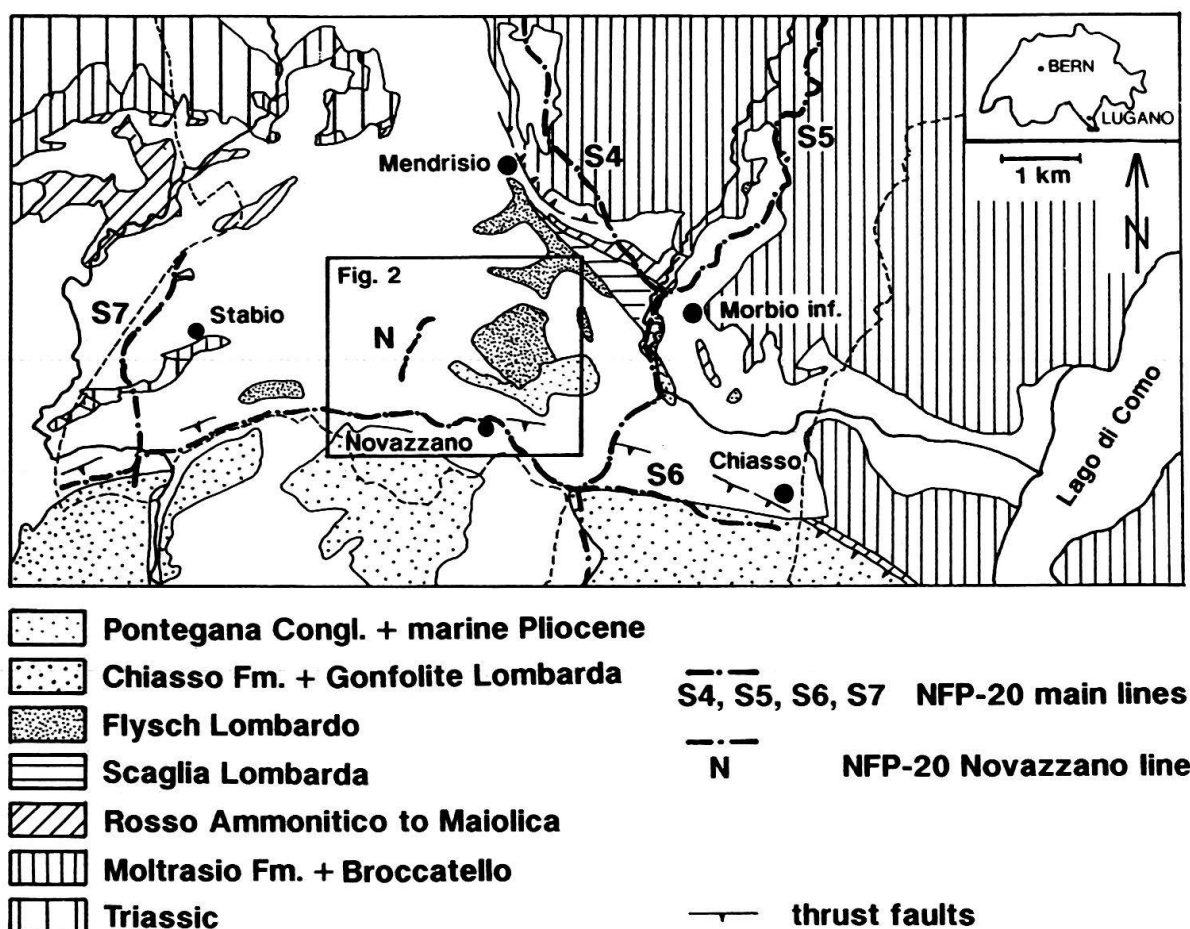 BERN
LUGANO
S4
S5
Mendrisio
1 km
N
Fig. 2
Morbio inf.
S7
Stabio
N
Novazzano
S6
Chiasso
Lago di Como
Pontegana Congl. + marine Pliocene
Chiasso Fm. + Gonfolite Lombarda
Flysch Lombardo
Scaglia Lombarda
Rosso Ammonitico to Maiolica
Moltrasio Fm. + Broccatello
Triassic
S4, S5, S6, S7 NFP-20 main lines
N NFP-20 Novazzano line
thrust faults